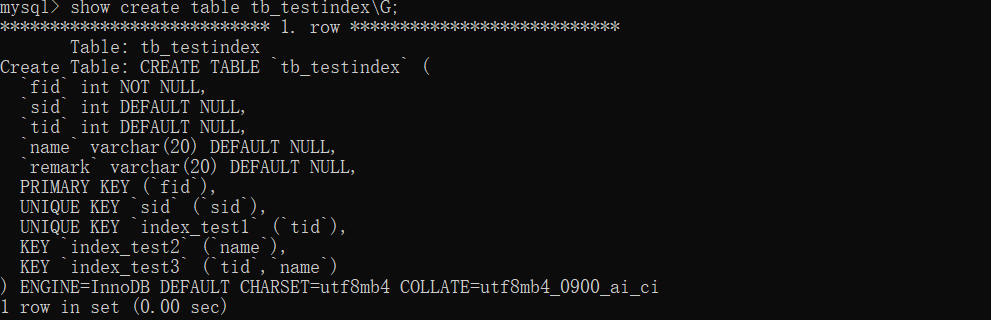 mysql> show create table tb_testindex\G;
*************************** 1. row ***************************
       Table: tb_testindex
Create Table: CREATE TABLE `tb_testindex` (
  `fid` int NOT NULL,
  `sid` int DEFAULT NULL,
  `tid` int DEFAULT NULL,
  `name` varchar(20) DEFAULT NULL,
  `remark` varchar(20) DEFAULT NULL,
  PRIMARY KEY (`fid`),
  UNIQUE KEY `sid` (`sid`),
  UNIQUE KEY `index_test1` (`tid`),
  KEY `index_test2` (`name`),
  KEY `index_test3` (`tid`,`name`)
) ENGINE=InnoDB DEFAULT CHARSET=utf8mb4 COLLATE=utf8mb4_0900_ai_ci
1 row in set (0.00 sec)